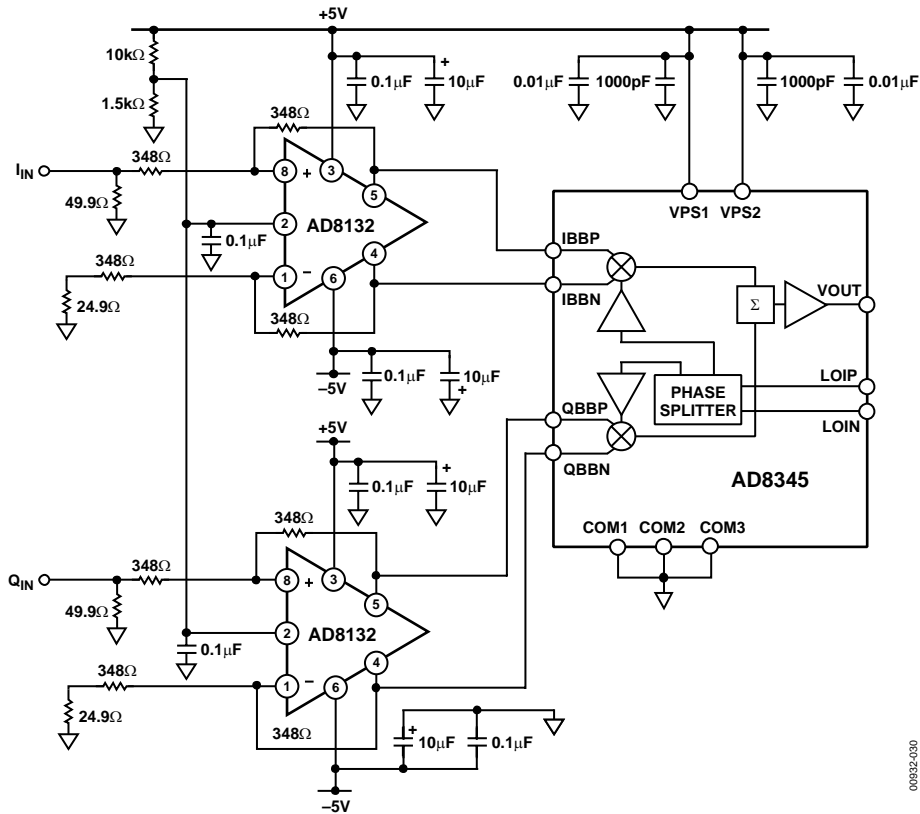 +5V
10kΩ
1.5kΩ
0.1µF
+
10µF
0.01µF
1000pF
1000pF
0.01µF
348Ω
348Ω
I_IN
49.9Ω
8
+
3
5
VPS1
VPS2
2
AD8132
0.1µF
4
IBBP
348Ω
1
–
6
IBBN
Σ
VOUT
24.9Ω
348Ω
0.1µF
10µF
+
–5V
PHASE
SPLITTER
LOIP
LOIN
QBBP
QBBN
AD8345
+5V
0.1µF
+
10µF
COM1
COM2
COM3
348Ω
348Ω
Q_IN
49.9Ω
8
+
3
5
2
AD8132
0.1µF
4
348Ω
1
–
6
24.9Ω
348Ω
+
10µF
0.1µF
–5V
00932-030